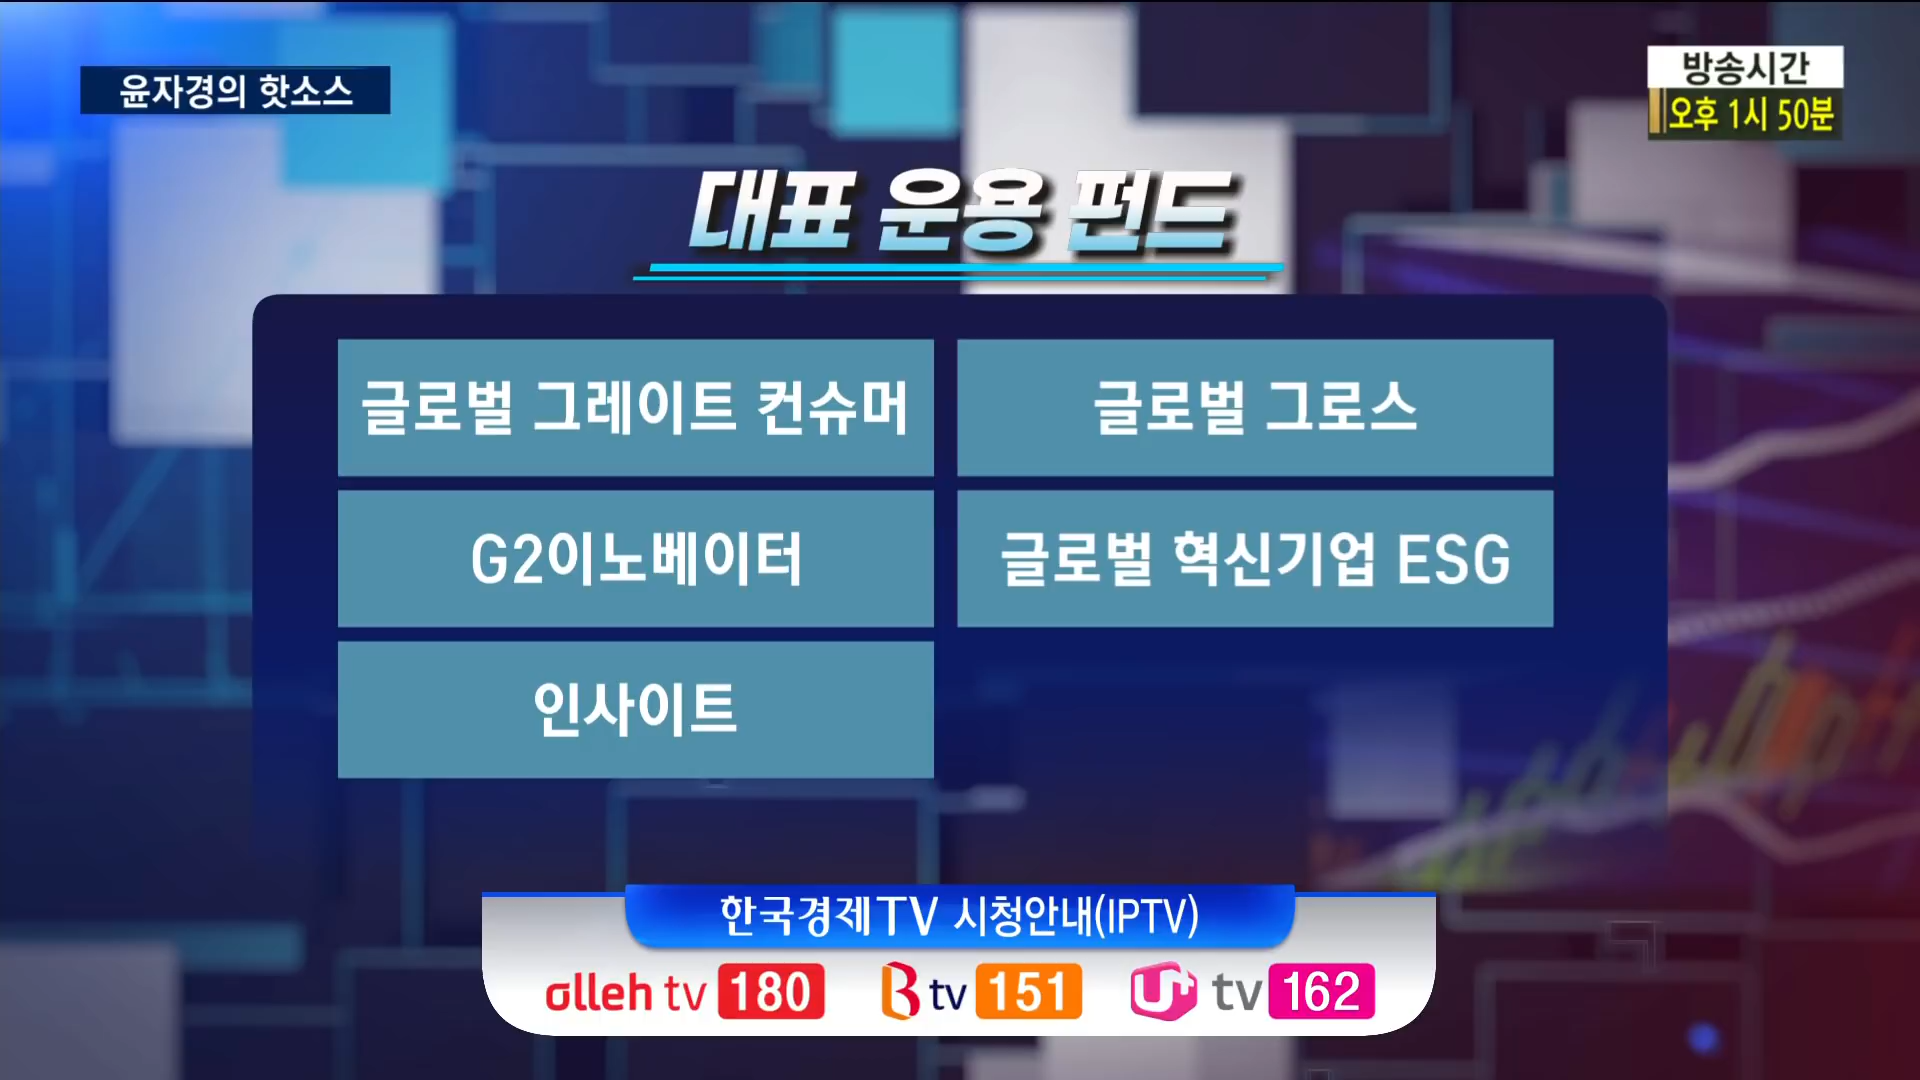 윤자경의 핫소스
방송시간
오후 1시 50분
대표 운용 펀드
글로벌 그레이트 컨슈머
글로벌 그로스
G2이노베이터
글로벌 혁신기업 ESG
인사이트
한국경제TV 시청안내(IPTV)
olleh tv 180
B tv 151
U+ tv 162